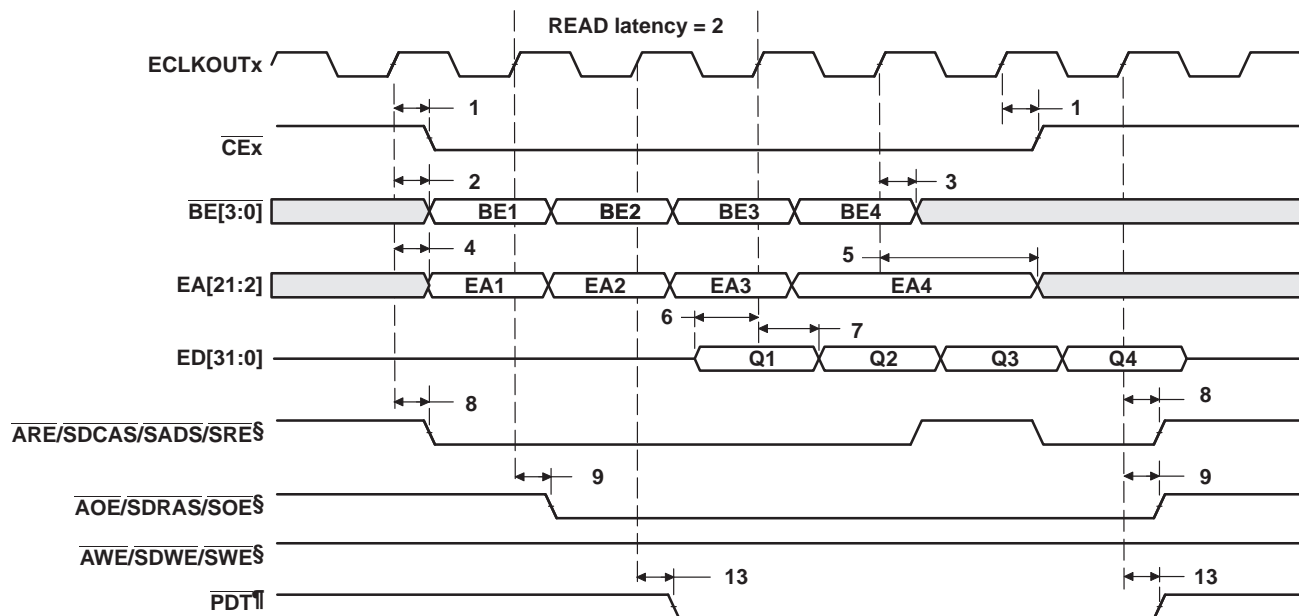 READ latency = 2
ECLKOUTx
1 1
CEx
2 3
BE[3:0] BE1 BE2 BE3 BE4
4 5
EA[21:2] EA1 EA2 EA3 EA4
6 7
ED[31:0] Q1 Q2 Q3 Q4
8 8
ARE/SDCAS/SADS/SRE§
9 9
AOE/SDRAS/SOE§
AWE/SDWE/SWE§
13 13
PDT¶